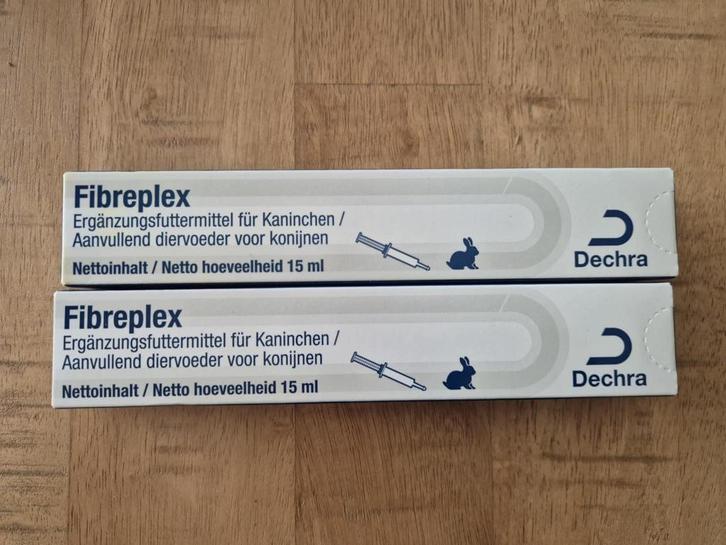 Fibreplex
Ergänzungsfuttermittel für Kaninchen /
Aanvullend diervoeder voor konijnen
Nettoinhalt / Netto hoeveelheid 15 ml
Dechra
Fibreplex
Ergänzungsfuttermittel für Kaninchen /
Aanvullend diervoeder voor konijnen
Nettoinhalt / Netto hoeveelheid 15 ml
Dechra